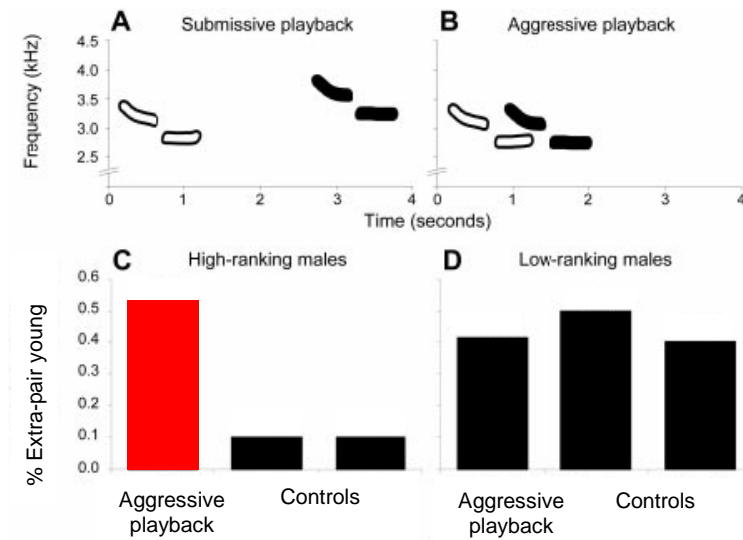 A Submissive playback
B Aggressive playback
Frequency (kHz)
4.5
4.0
3.5
3.0
2.5
0 1 2 3 4
0 1 2 3 4
Time (seconds)
C High-ranking males
D Low-ranking males
% Extra-pair young
0.6
0.5
0.4
0.3
0.2
0.1
0.0
Aggressive
playback
Controls
Aggressive
playback
Controls